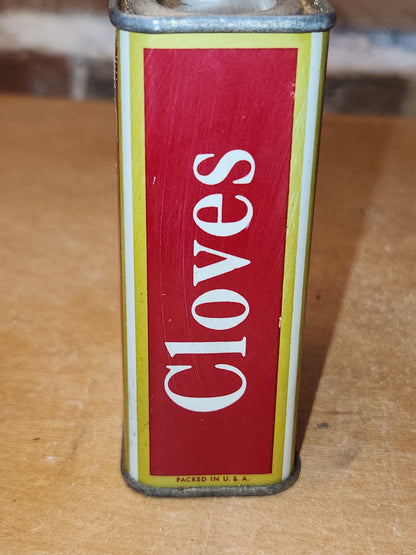 Cloves
PACKED IN U. S. A.